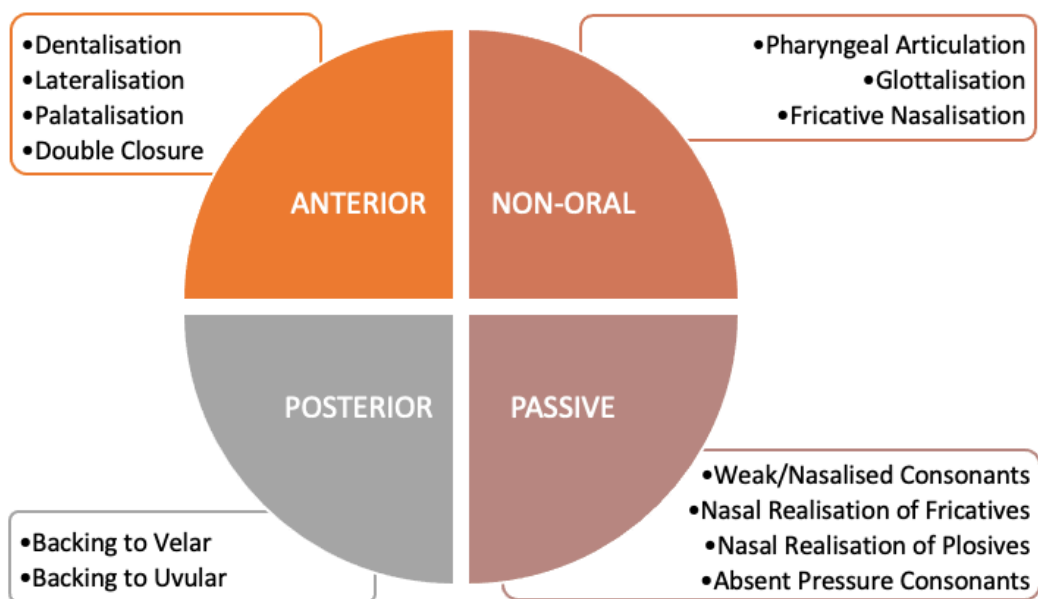 •Dentalisation
•Lateralisation
•Palatalisation
•Double Closure
•Pharyngeal Articulation
•Glottalisation
•Fricative Nasalisation
ANTERIOR
NON-ORAL
POSTERIOR
PASSIVE
•Backing to Velar
•Backing to Uvular
•Weak/Nasalised Consonants
•Nasal Realisation of Fricatives
•Nasal Realisation of Plosives
•Absent Pressure Consonants